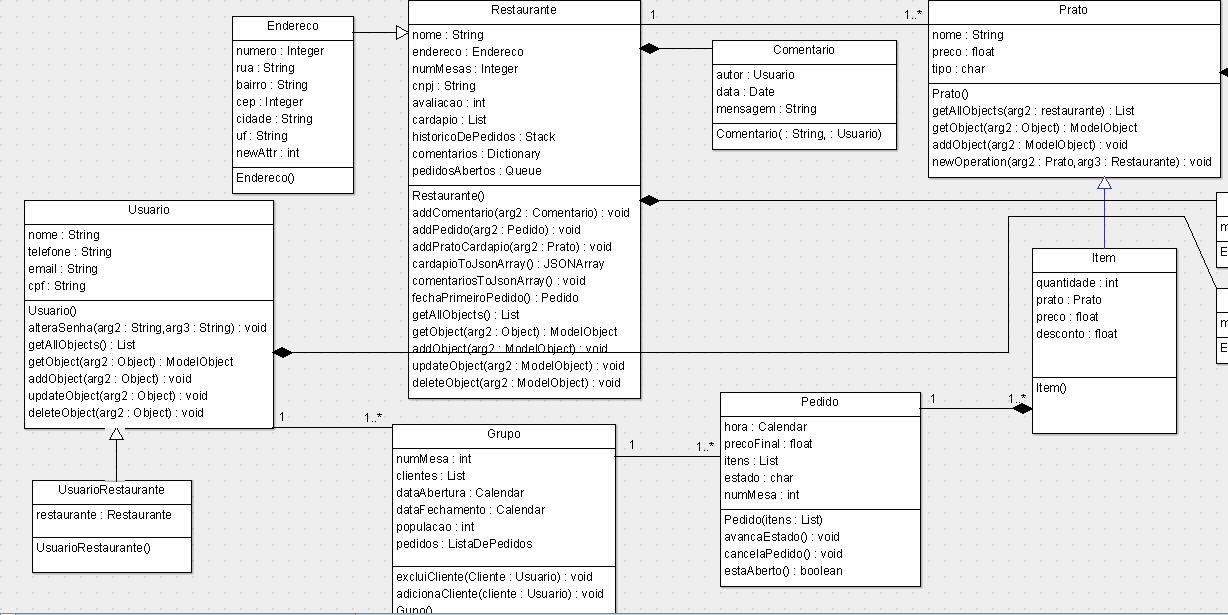 Endereco
numero : Integer
rua : String
bairro : String
cep : Integer
cidade : String
uf : String
newAttr : int
Endereco()
Restaurante
nome : String
endereco : Endereco
numMesas : Integer
cnpj : String
avaliacao : int
cardapio : List
historicoDePedidos : Stack
comentarios : Dictionary
pedidosAbertos : Queue
Restaurante()
addComentario(arg2 : Comentario) : void
addPedido(arg2 : Pedido) : void
addPratoCardapio(arg2 : Prato) : void
cardapioToJsonArray() : JSONArray
comentariosToJsonArray() : void
fechaPrimeiroPedido() : Pedido
getAllObjects() : List
getObject(arg2 : Object) : ModelObject
addObject(arg2 : ModelObject) : void
updateObject(arg2 : ModelObject) : void
deleteObject(arg2 : ModelObject) : void
1
1..*
Comentario
autor : Usuario
data : Date
mensagem : String
Comentario( : String, : Usuario)
Prato
nome : String
preco : float
tipo : char
Prato()
getAllObjects(arg2 : restaurante) : List
getObject(arg2 : Object) : ModelObject
addObject(arg2 : ModelObject) : void
newOperation(arg2 : Prato,arg3 : Restaurante) : void
Usuario
nome : String
telefone : String
email : String
cpf : String
Usuario()
alteraSenha(arg2 : String,arg3 : String) : void
getAllObjects() : List
getObject(arg2 : Object) : ModelObject
addObject(arg2 : Object) : void
updateObject(arg2 : Object) : void
deleteObject(arg2 : Object) : void
1
1..*
Item
quantidade : int
prato : Prato
preco : float
desconto : float
Item()
m
E
m
E
UsuarioRestaurante
restaurante : Restaurante
UsuarioRestaurante()
Grupo
numMesa : int
clientes : List
dataAbertura : Calendar
dataFechamento : Calendar
populacao : int
pedidos : ListaDePedidos
excluiCliente(Cliente : Usuario) : void
adicionaCliente(cliente : Usuario) : void
Grupo()
1
1..*
Pedido
hora : Calendar
precoFinal : float
itens : List
estado : char
numMesa : int
Pedido(itens : List)
avancaEstado() : void
cancelaPedido() : void
estaAberto() : boolean
1
1..*